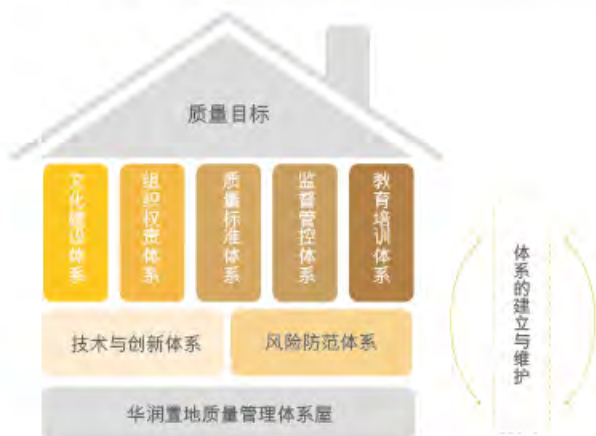 质量目标
文化建设体系
组织权责体系
质量标准体系
监督管控体系
教育培训体系
技术与创新体系
风险防范体系
华润置地质量管理体系屋
体系的建立与维护